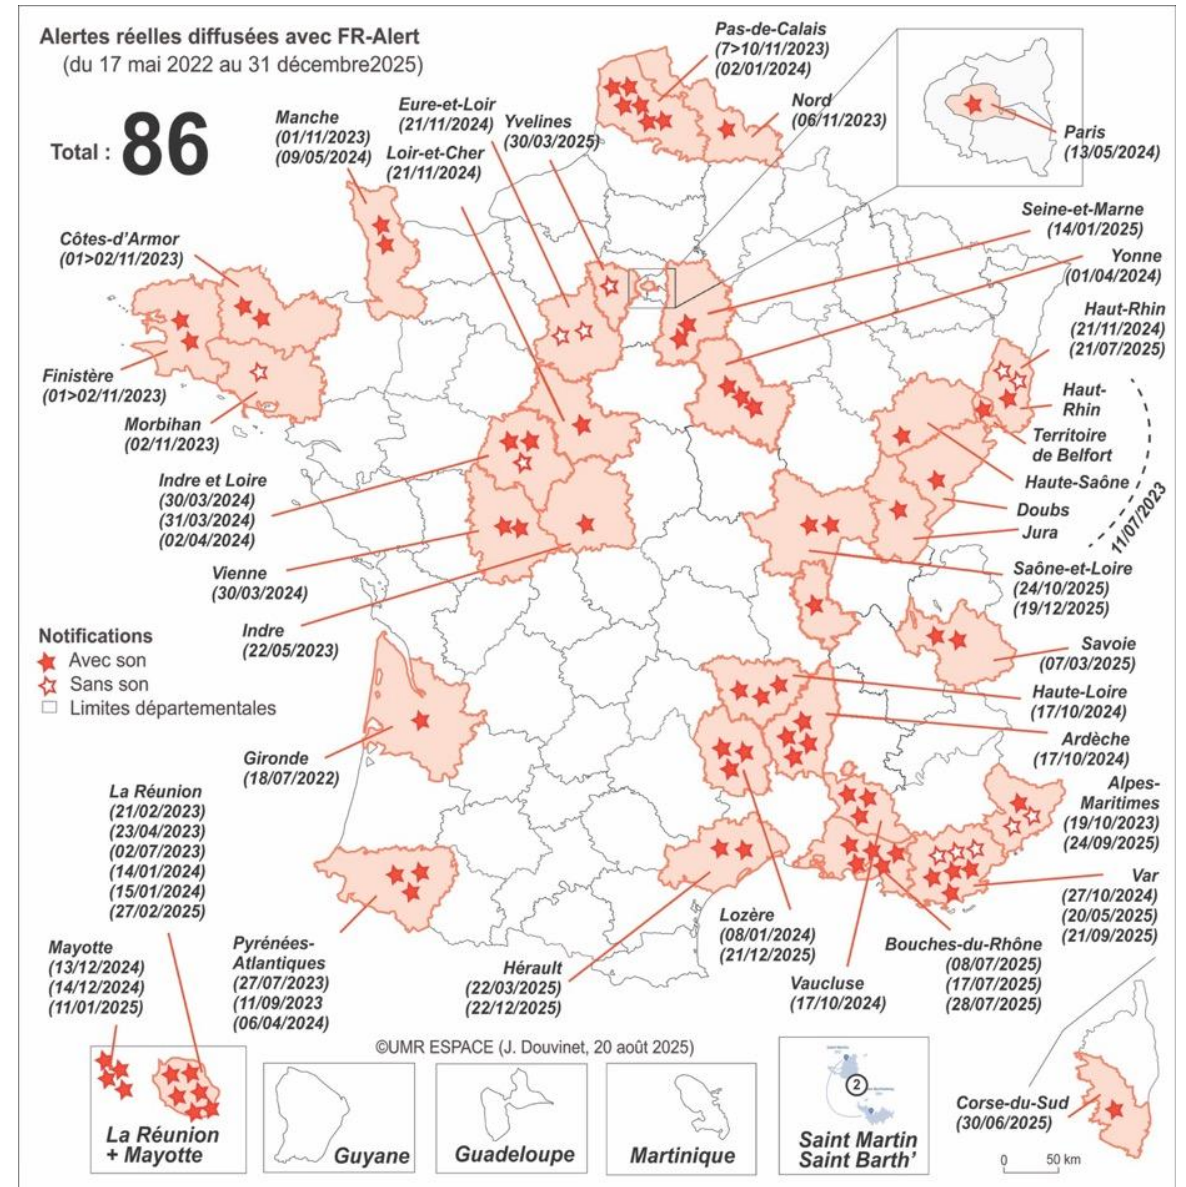 Alertes réelles diffusées avec FR-Alert
(du 17 mai 2022 au 31 décembre2025)
Total : 86
Pas-de-Calais
(7>10/11/2023)
(02/01/2024)
Nord
(06/11/2023)
Paris
(13/05/2024)
Manche
(01/11/2023)
(09/05/2024)
Eure-et-Loir
(21/11/2024)
Loir-et-Cher
(21/11/2024)
Yvelines
(30/03/2025)
Seine-et-Marne
(14/01/2025)
Yonne
(01/04/2024)
Côtes-d’Armor
(01>02/11/2023)
Haut-Rhin
(21/11/2024)
(21/07/2025)
Finistère
(01>02/11/2023)
Morbihan
(02/11/2023)
Haut-
Rhin
Territoire
de Belfort
Haute-Saône
Doubs
Jura
11/07/2023
Indre et Loire
(30/03/2024)
(31/03/2024)
(02/04/2024)
Vienne
(30/03/2024)
Indre
(22/05/2023)
Saône-et-Loire
(24/10/2025)
(19/12/2025)
Savoie
(07/03/2025)
Notifications
Avec son
Sans son
Limites départementales
Haute-Loire
(17/10/2024)
Ardèche
(17/10/2024)
Gironde
(18/07/2022)
Alpes-
Maritimes
(19/10/2023)
(24/09/2025)
La Réunion
(21/02/2023)
(23/04/2023)
(02/07/2023)
(14/01/2024)
(15/01/2024)
(27/02/2025)
Var
(27/10/2024)
(20/05/2025)
(21/09/2025)
Mayotte
(13/12/2024)
(14/12/2024)
(11/01/2025)
Pyrénées-
Atlantiques
(27/07/2023)
(11/09/2023
(06/04/2024)
Hérault
(22/03/2025)
(22/12/2025)
Lozère
(08/01/2024)
(21/12/2025)
Vaucluse
(17/10/2024)
Bouches-du-Rhône
(08/07/2025)
(17/07/2025)
(28/07/2025)
©UMR ESPACE (J. Douvinet, 20 août 2025)
La Réunion
+ Mayotte
Guyane
Guadeloupe
Martinique
2
Saint Martin
Saint Barth’
Corse-du-Sud
(30/06/2025)
0 50 km